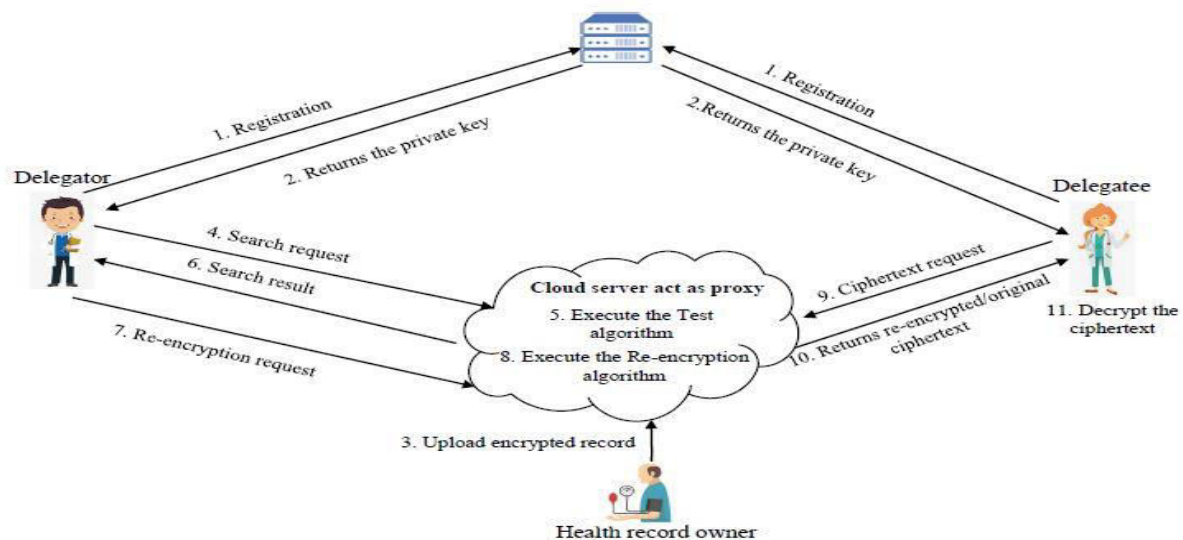 1. Registration
2. Returns the private key
1. Registration
2.Returns the private key
Delegator
Delegatee
4. Search request
6. Search result
7. Re-encryption request
Cloud server act as proxy
5. Execute the Test
algorithm
8. Execute the Re-encryption
algorithm
9. Ciphertext request
10. Returns re-encrypted/original
ciphertext
11. Decrypt the
ciphertext
3. Upload encrypted record
Health record owner